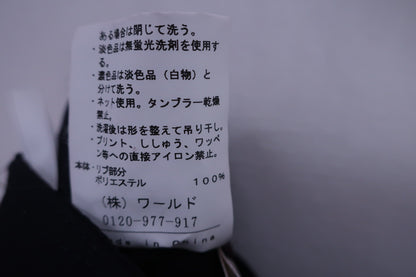 ある場合は閉じて洗う。
・淡色品は無蛍光洗剤を使用す
る。
・濃色品は淡色品（白物）と
分けて洗う。
・ネット使用。タンブラー乾燥
禁止。
・洗濯後は形を整えて吊り干し。
・プリント、ししゅう、ワッペ
ン等への直接アイロン禁止。
本体・リブ部分
ポリエステル 100%
（株）ワールド
0120-977-917
Made in China